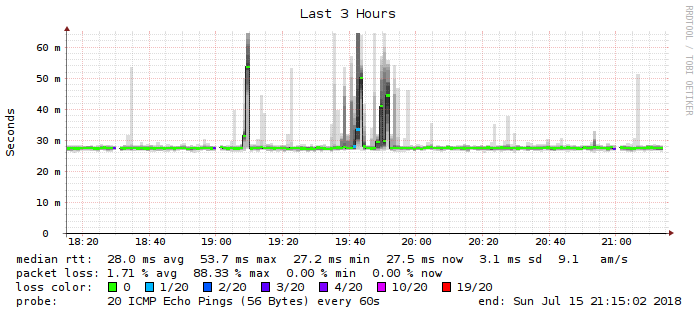 Last 3 Hours
RRDTOOL / TOBI OETIKER
Seconds
60 m
50 m
40 m
30 m
20 m
10 m
0
18:20 18:40 19:00 19:20 19:40 20:00 20:20 20:40 21:00
median rtt: 28.0 ms avg 53.7 ms max 27.2 ms min 27.5 ms now 3.1 ms sd 9.1 am/s
packet loss: 1.71 % avg 88.33 % max 0.00 % min 0.00 % now
loss color: 0 1/20 2/20 3/20 4/20 10/20 19/20
probe: 20 ICMP Echo Pings (56 Bytes) every 60s end: Sun Jul 15 21:15:02 2018